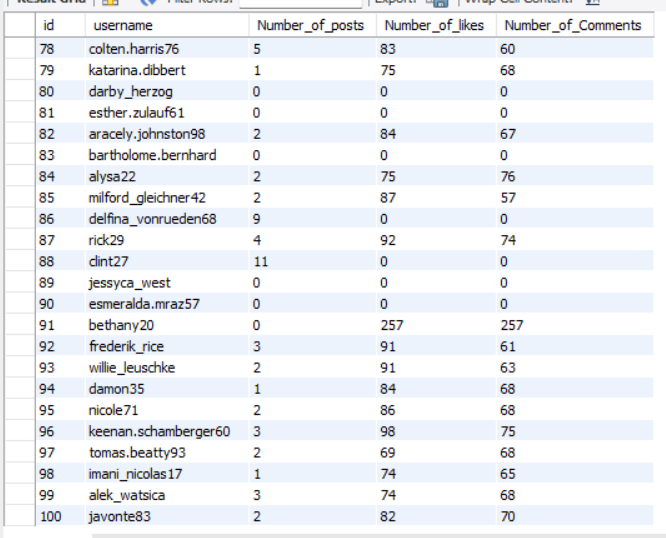 Result Grid Filter Rows: Export: Wrap Cell Content:
id username Number_of_posts Number_of_likes Number_of_Comments
78 colten.harris76 5 83 60
79 katarina.dibbert 1 75 68
80 darby_herzog 0 0 0
81 esther.zulauf61 0 0 0
82 aracely.johnston98 2 84 67
83 bartholome.bernhard 0 0 0
84 alysa22 2 75 76
85 milford_gleichner42 2 87 57
86 delfina_vonrueden68 9 0 0
87 rick29 4 92 74
88 clint27 11 0 0
89 jessyca_west 0 0 0
90 esmeralda.mraz57 0 0 0
91 bethany20 0 257 257
92 frederik_rice 3 91 61
93 willie_leuschke 2 91 63
94 damon35 1 84 68
95 nicole71 2 86 68
96 keenan.schamberger60 3 98 75
97 tomas.beatty93 2 69 68
98 imani_nicolas17 1 74 65
99 alek_watsica 3 74 68
100 javonte83 2 82 70